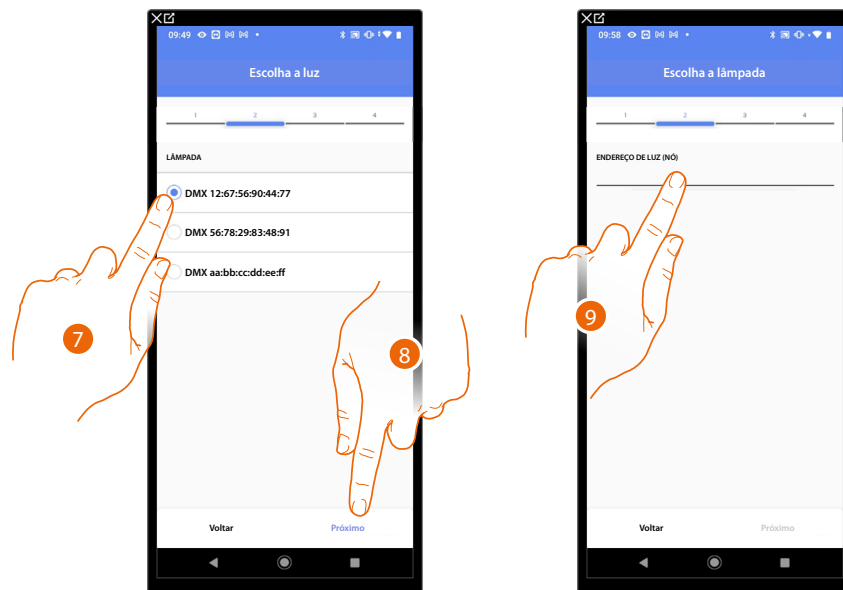 09:49
Escolha a luz
1 2 3 4
LÂMPADA
DMX 12:67:56:90:44:77
DMX 56:78:29:83:48:91
DMX aa:bb:cc:dd:ee:ff
7
8
Voltar Próximo
09:58
Escolha a lâmpada
1 2 3 4
ENDEREÇO DE LUZ (NÓ)
9
Voltar Próximo